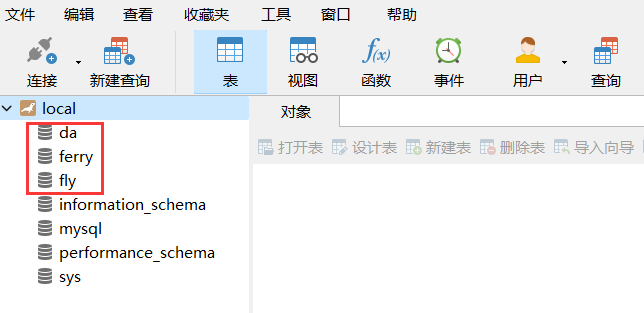 文件 编辑 查看 收藏夹 工具 窗口 帮助
连接 新建查询 表 视图 函数 事件 用户 查询
local
对象
da
打开表 设计表 新建表 删除表 导入向导
ferry
fly
information_schema
mysql
performance_schema
sys